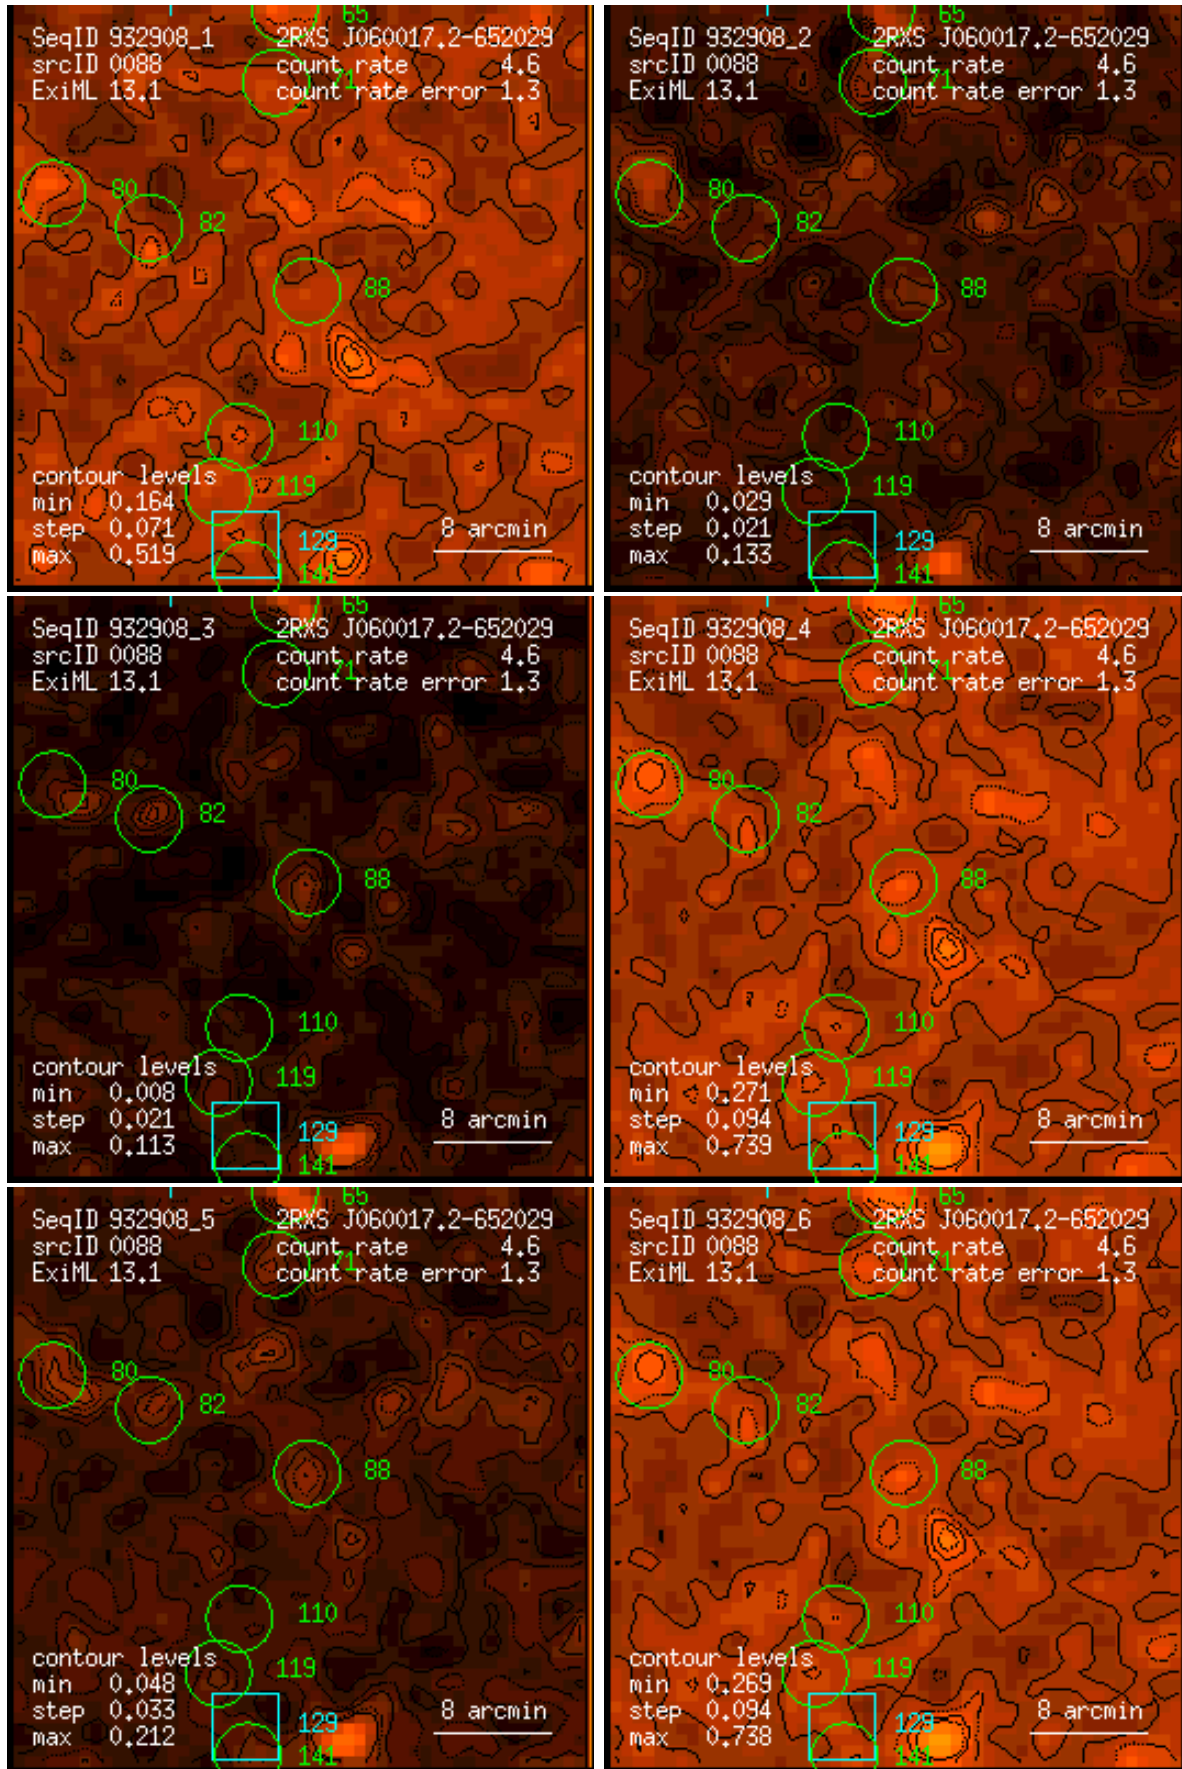 65
SeqID 932908_1 2RXS J060017.2-652029
srcID 0088 count rate 4.6
ExiML 13.1 71 count rate error 1.3
80
82
88
110
contour levels
119
min 0.164
step 0.071 8 arcmin
129
max 0.519
141
65
SeqID 932908_2 2RXS J060017.2-652029
srcID 0088 count rate 4.6
ExiML 13.1 71 count rate error 1.3
80
82
88
110
contour levels
119
min 0.029
step 0.021 8 arcmin
129
max 0.133
141
65
SeqID 932908_3 2RXS J060017.2-652029
srcID 0088 count rate 4.6
ExiML 13.1 71 count rate error 1.3
80
82
88
110
contour levels
119
min 0.008
step 0.021 8 arcmin
129
max 0.113
141
65
SeqID 932908_4 2RXS J060017.2-652029
srcID 0088 count rate 4.6
ExiML 13.1 71 count rate error 1.3
80
82
88
110
contour levels
119
min 0.271
step 0.094 8 arcmin
129
max 0.739
141
65
SeqID 932908_5 2RXS J060017.2-652029
srcID 0088 count rate 4.6
ExiML 13.1 71 count rate error 1.3
80
82
88
110
contour levels
119
min 0.048
step 0.033 8 arcmin
129
max 0.212
141
65
SeqID 932908_6 2RXS J060017.2-652029
srcID 0088 count rate 4.6
ExiML 13.1 71 count rate error 1.3
80
82
88
110
contour levels
119
min 0.269
step 0.094 8 arcmin
129
max 0.738
141